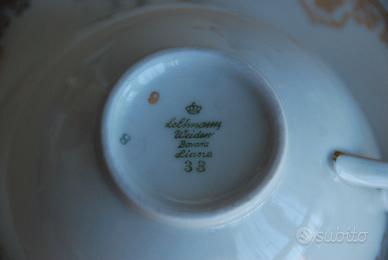 Seltmann
Weiden
Bavaria
Liane
38
subito